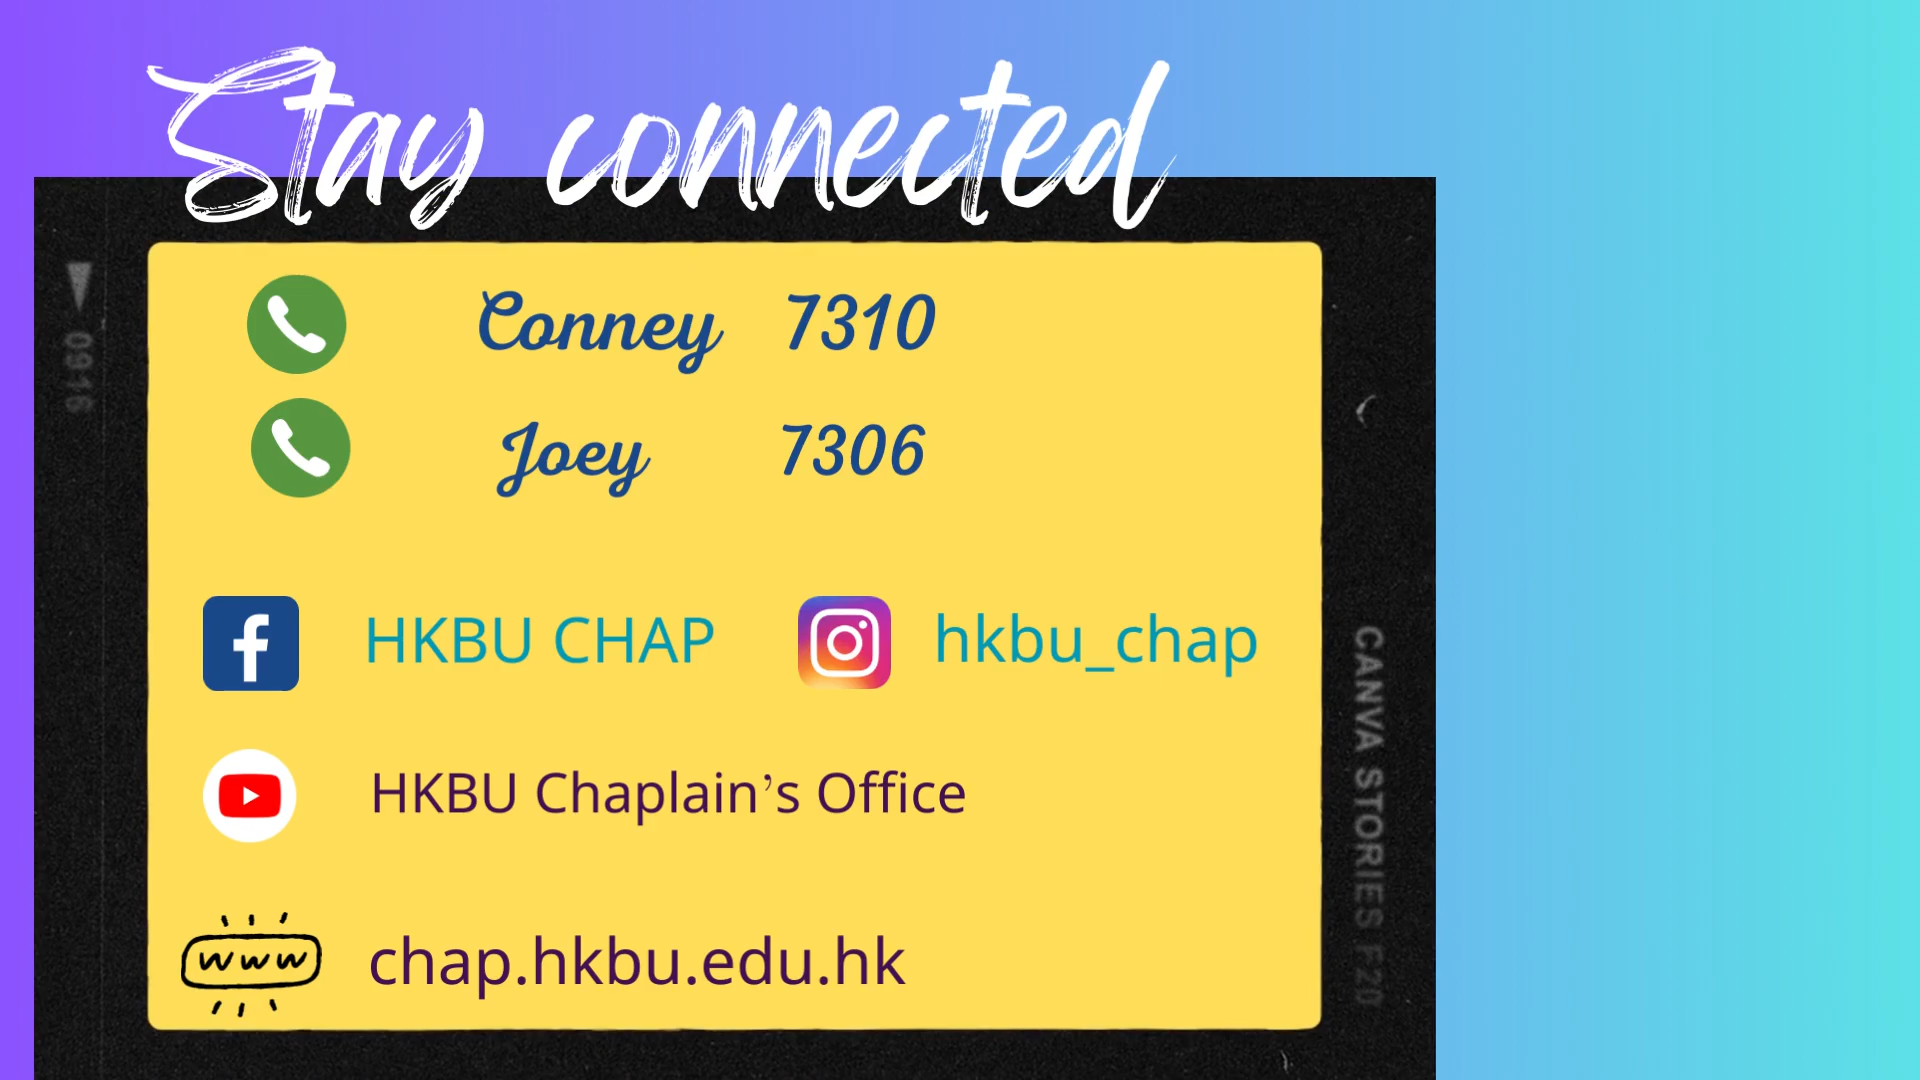 Stay connected
Conney 7310
Joey 7306
HKBU CHAP
hkbu_chap
HKBU Chaplain’s Office
www
chap.hkbu.edu.hk
CANVA STORIES F20